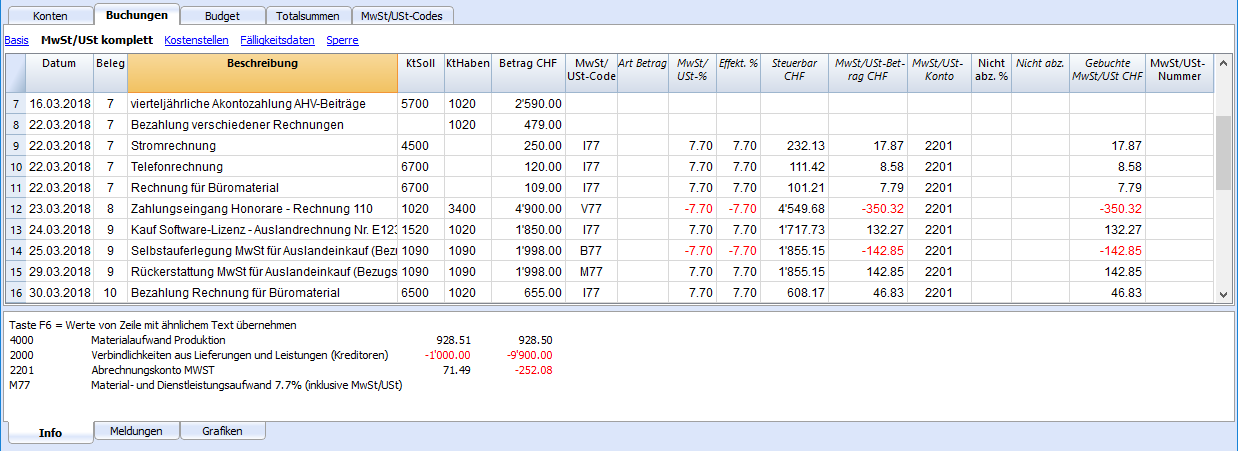 Konten Buchungen Budget Totalsummen MwSt/USt-Codes
Basis MwSt/USt komplett Kostenstellen Fälligkeitsdaten Sperre
Datum Beleg Beschreibung KtSoll KtHaben Betrag CHF MwSt/USt-Code Art Betrag MwSt/USt-% Effekt. % Steuerbar CHF MwSt/USt-Betrag CHF MwSt/USt-Konto Nicht abz. % Nicht abz. Gebuchte MwSt/USt CHF MwSt/USt-Nummer
7 16.03.2018 7 vierteljährliche Akontozahlung AHV-Beiträge 5700 1020 2'590.00
8 22.03.2018 7 Bezahlung verschiedener Rechnungen 1020 479.00
9 22.03.2018 7 Stromrechnung 4500 250.00 I77 7.70 7.70 232.13 17.87 2201 17.87
10 22.03.2018 7 Telefonrechnung 6700 120.00 I77 7.70 7.70 111.42 8.58 2201 8.58
11 22.03.2018 7 Rechnung für Büromaterial 6700 109.00 I77 7.70 7.70 101.21 7.79 2201 7.79
12 23.03.2018 8 Zahlungseingang Honorare - Rechnung 110 1020 3400 4'900.00 V77 -7.70 -7.70 4'549.68 -350.32 2201 -350.32
13 24.03.2018 9 Kauf Software-Lizenz - Auslandrechnung Nr. E123 1520 1020 1'850.00 I77 7.70 7.70 1'717.73 132.27 2201 132.27
14 25.03.2018 9 Selbstauferlegung MwSt für Auslandeinkauf (Bezu 1090 1090 1'998.00 B77 -7.70 -7.70 1'855.15 -142.85 2201 -142.85
15 29.03.2018 9 Rückerstattung MwSt für Auslandeinkauf (Bezugs 1090 1090 1'998.00 M77 7.70 7.70 1'855.15 142.85 2201 142.85
16 30.03.2018 10 Bezahlung Rechnung für Büromaterial 6500 1020 655.00 I77 7.70 7.70 608.17 46.83 2201 46.83
Taste F6 = Werte von Zeile mit ähnlichem Text übernehmen
4000 Materialaufwand Produktion 928.51 928.50
2000 Verbindlichkeiten aus Lieferungen und Leistungen (Kreditoren) -1'000.00 -9'900.00
2201 Abrechnungskonto MWST 71.49 -252.08
M77 Material- und Dienstleistungsaufwand 7.7% (inklusive MwSt/USt)
Info Meldungen Grafiken